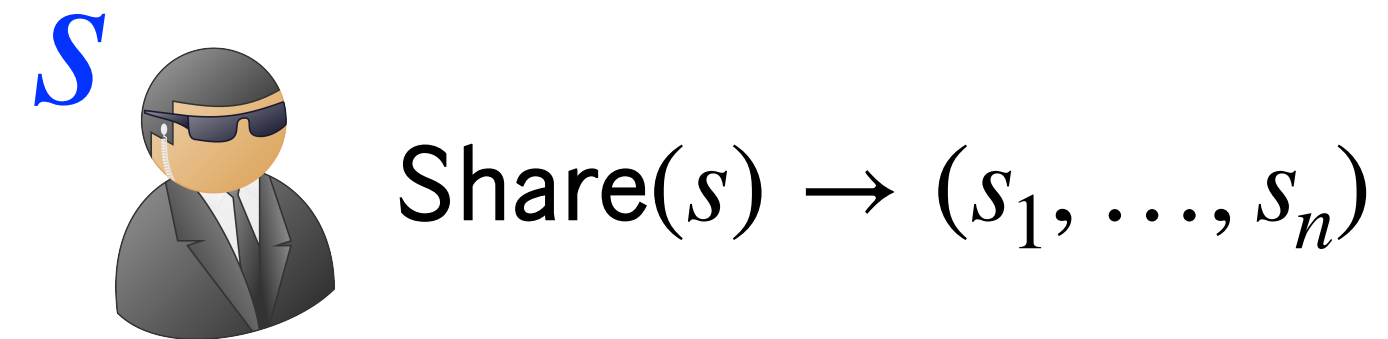 s
Share(s) → (s₁, …, sₙ)